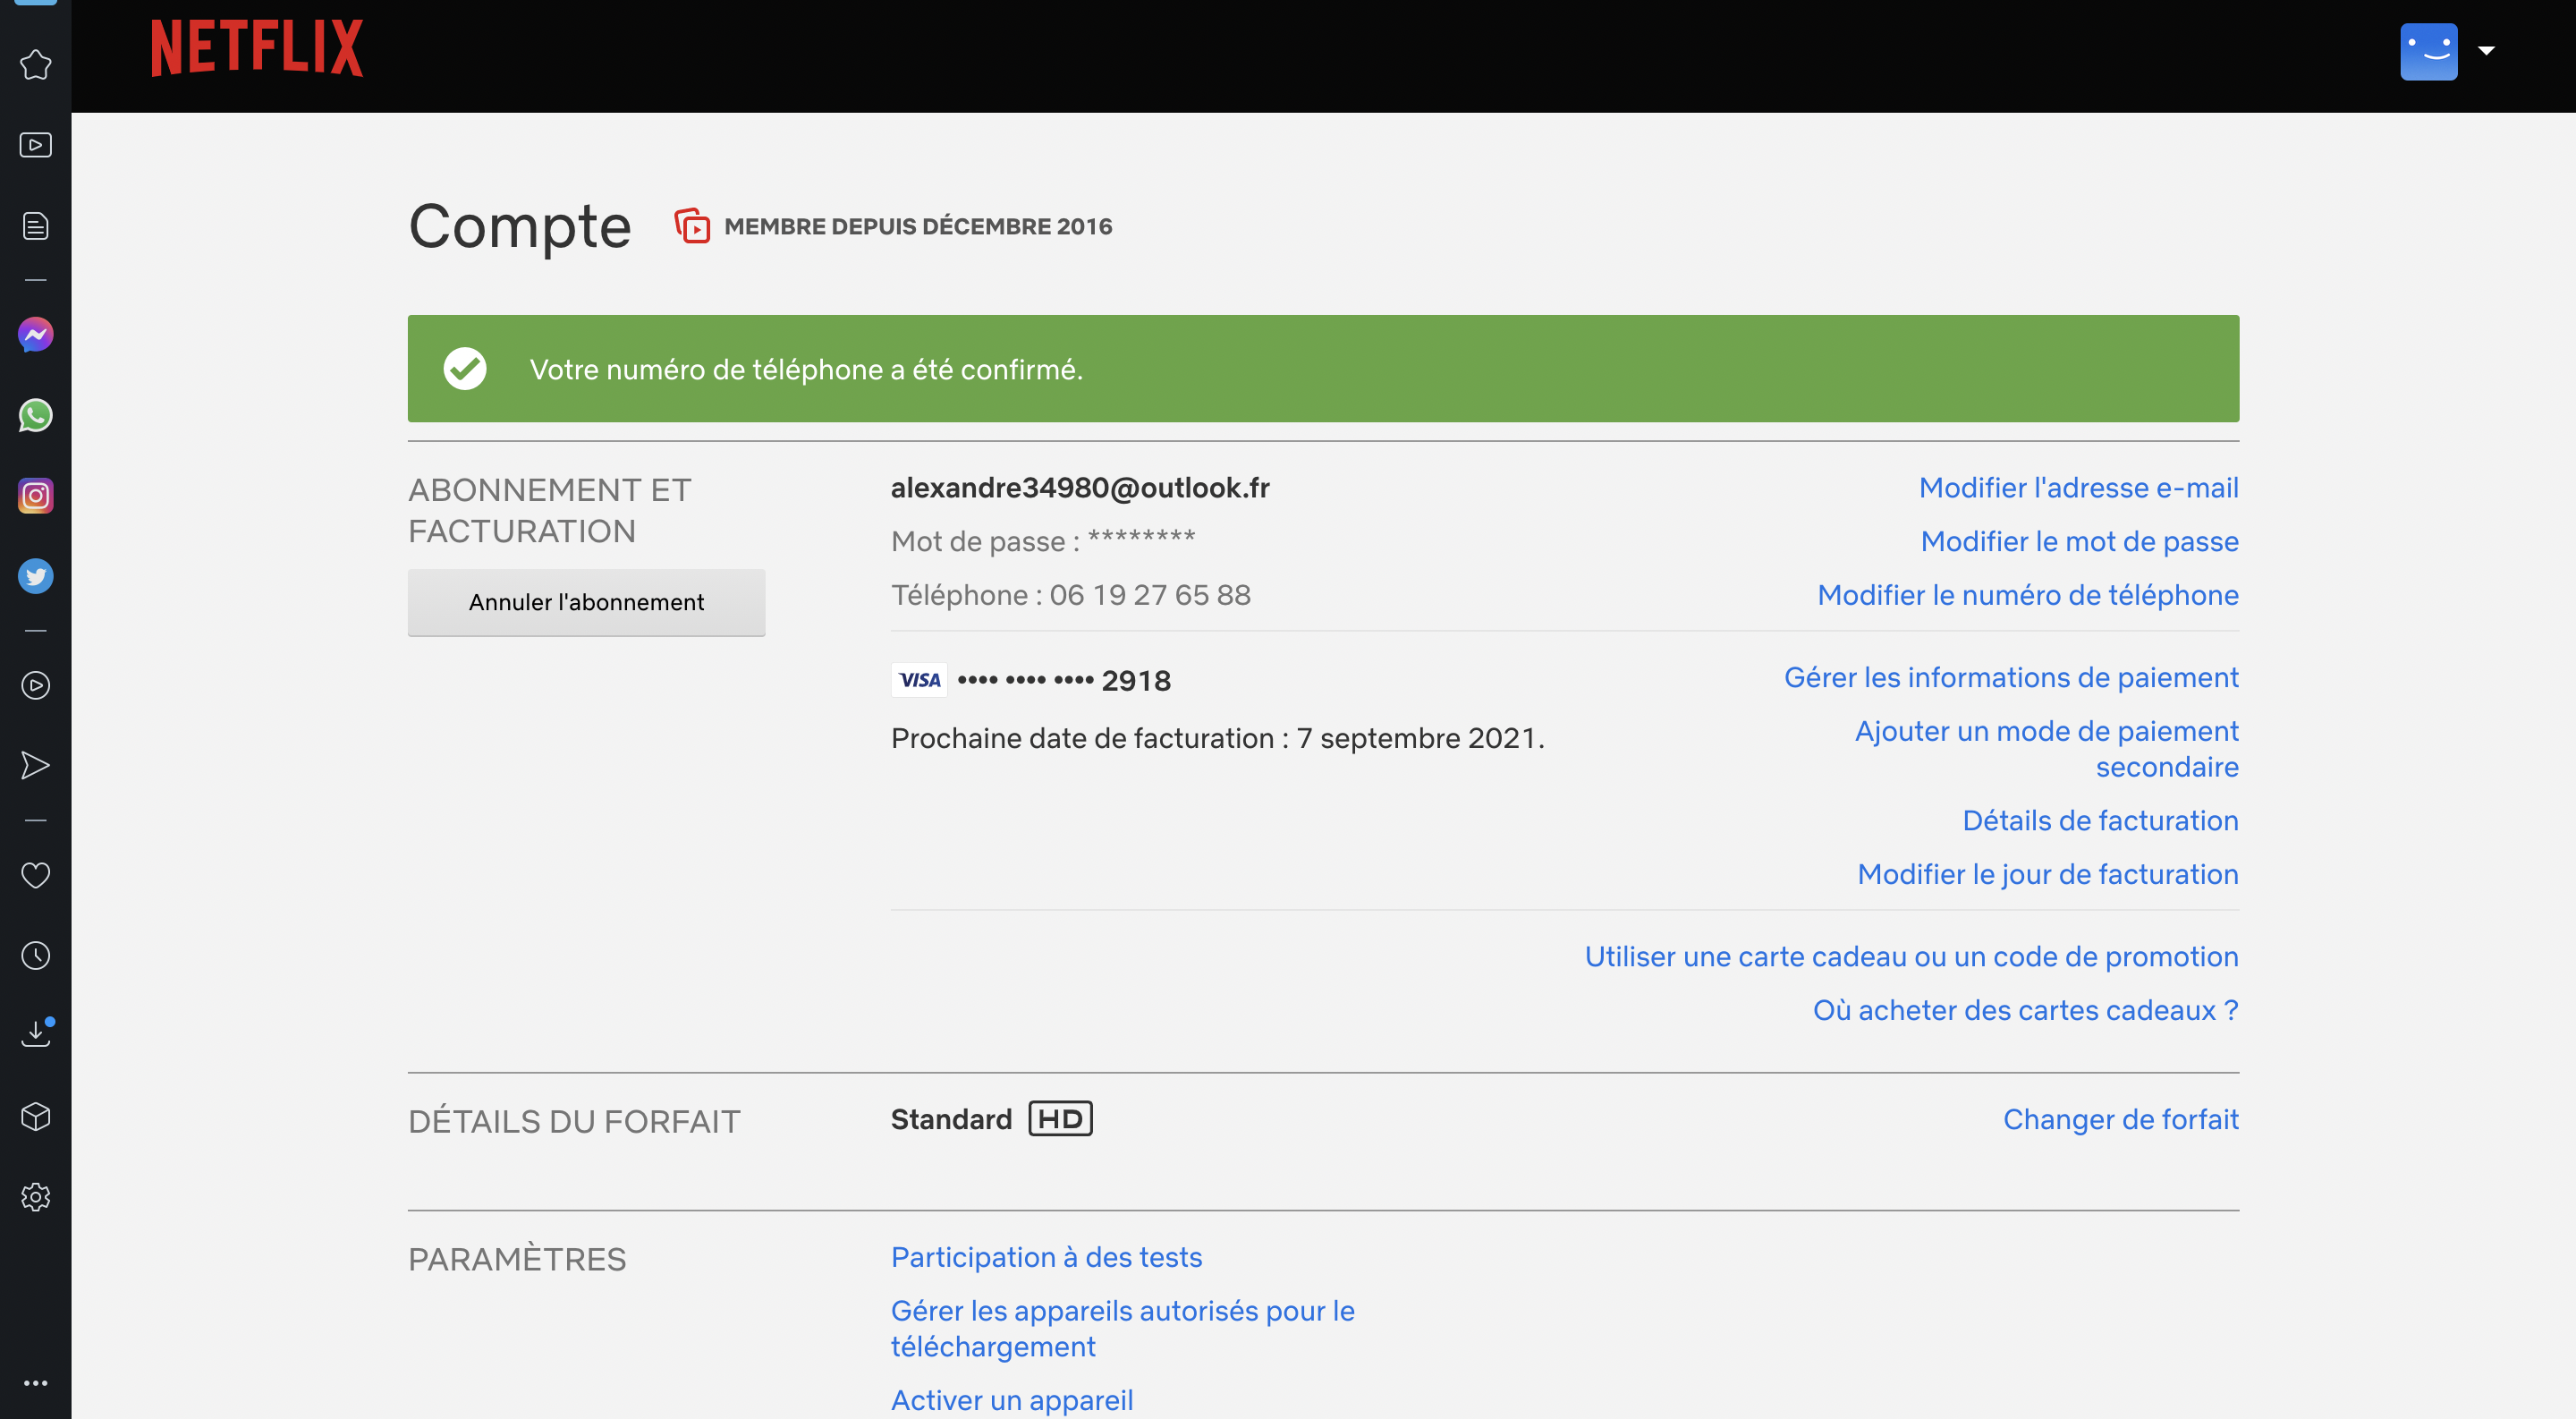 NETFLIX
Compte
MEMBRE DEPUIS DÉCEMBRE 2016
Votre numéro de téléphone a été confirmé.
ABONNEMENT ET
FACTURATION
Annuler l'abonnement
alexandre34980@outlook.fr
Modifier l'adresse e-mail
Mot de passe : ********
Modifier le mot de passe
Téléphone : 06 19 27 65 88
Modifier le numéro de téléphone
VISA •••• •••• •••• 2918
Gérer les informations de paiement
Prochaine date de facturation : 7 septembre 2021.
Ajouter un mode de paiement
secondaire
Détails de facturation
Modifier le jour de facturation
Utiliser une carte cadeau ou un code de promotion
Où acheter des cartes cadeaux ?
DÉTAILS DU FORFAIT
Standard HD
Changer de forfait
PARAMÈTRES
Participation à des tests
Gérer les appareils autorisés pour le
téléchargement
Activer un appareil